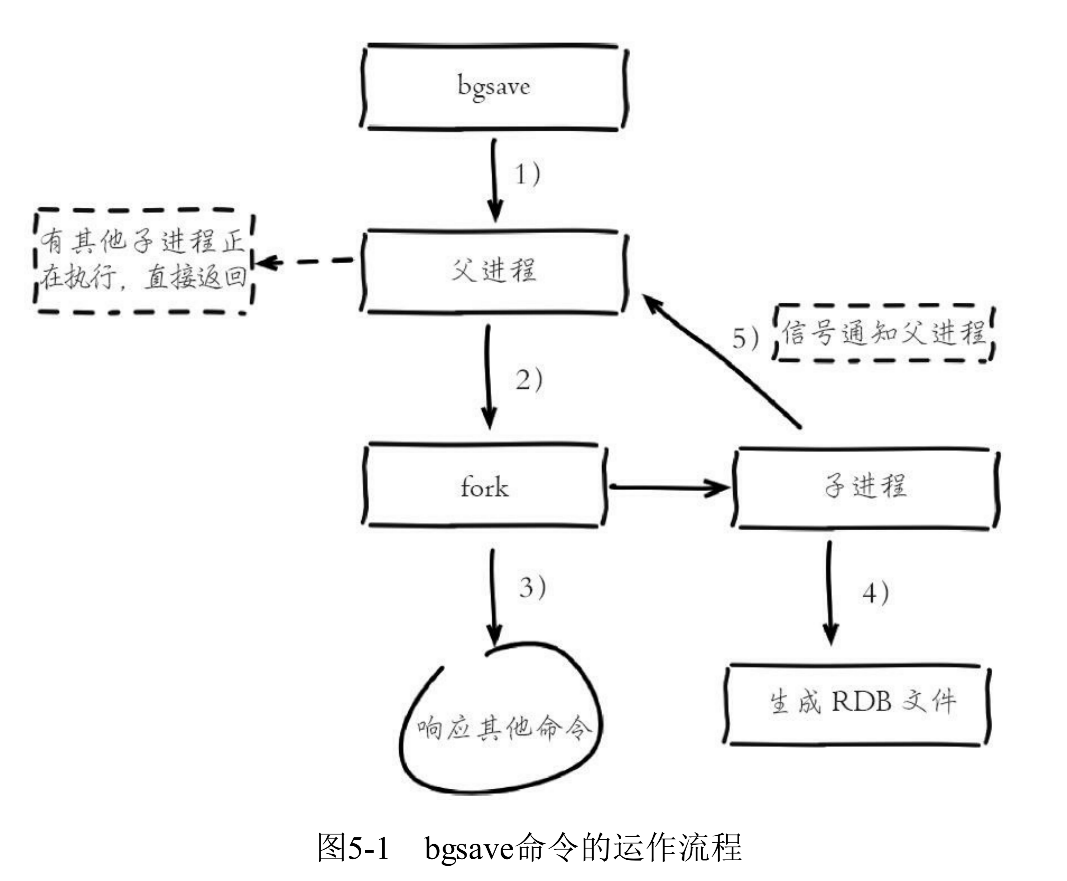 bgsave
1）
有其他子进程正
在执行，直接返回
父进程
5）
信号通知父进程
2）
fork
子进程
3）
4）
响应其他命令
生成 RDB 文件
图5-1 bgsave命令的运作流程